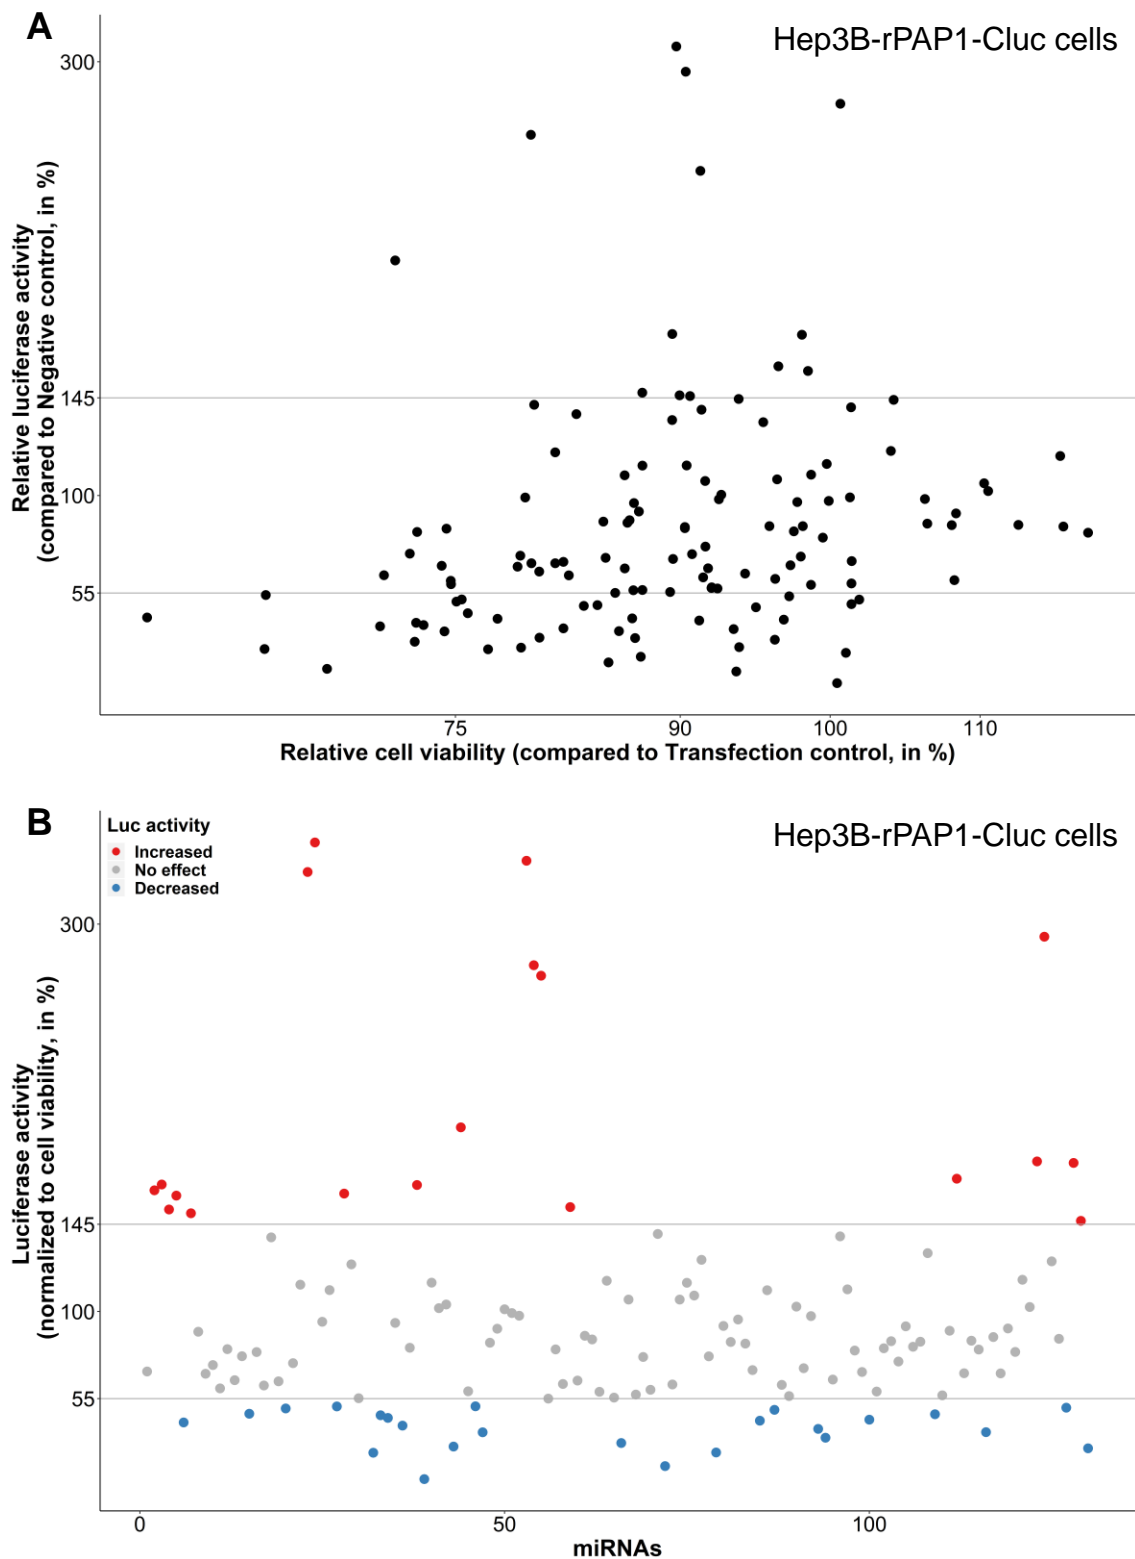 A
Hep3B-rPAP1-Cluc cells
Relative luciferase activity
(compared to Negative control, in %)
300
145
100
55
75
90
100
110
Relative cell viability (compared to Transfection control, in %)
B
Hep3B-rPAP1-Cluc cells
Luc activity
Increased
No effect
Decreased
Luciferase activity
(normalized to cell viability, in %)
300
145
100
55
0
50
100
miRNAs